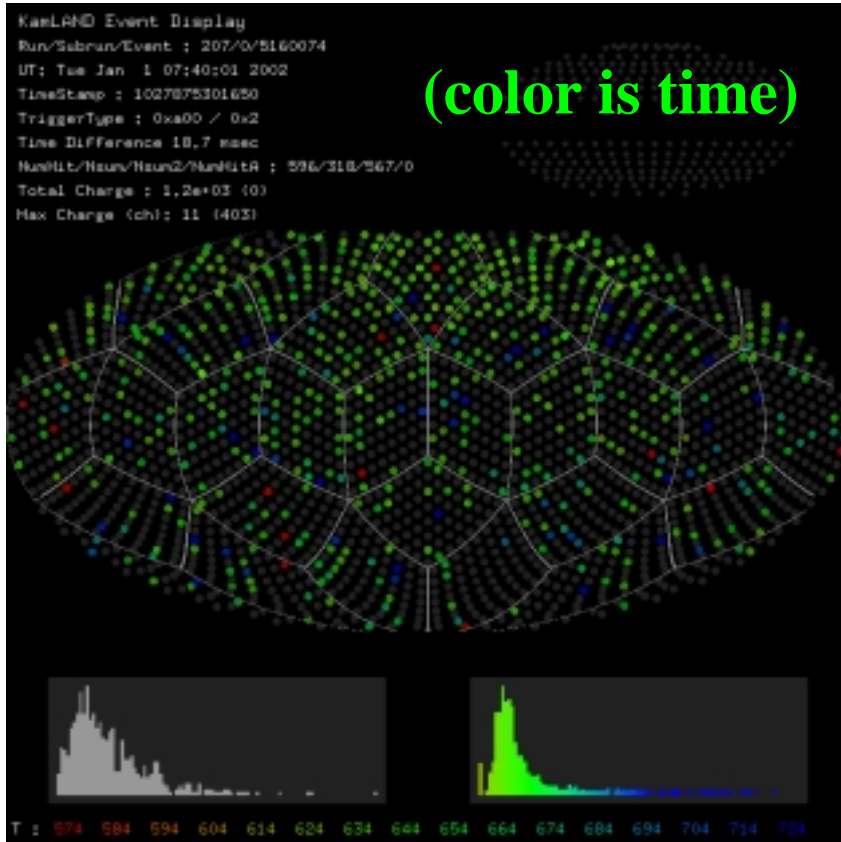 KamLAND Event Display
Run/Subrun/Event : 207/0/5160074
UT: Tue Jan 1 07:40:01 2002
(color is time)
TimeStamp : 1027875301650
TriggerType : 0xa00 / 0x2
Time Difference 18.7 msec
NumHit/Nsum/Nsum2/NumHitA : 596/318/567/0
Total Charge : 1.2e+03 (0)
Max Charge (ch): 11 (403)
T : 574 584 594 604 614 624 634 644 654 664 674 684 694 704 714 724